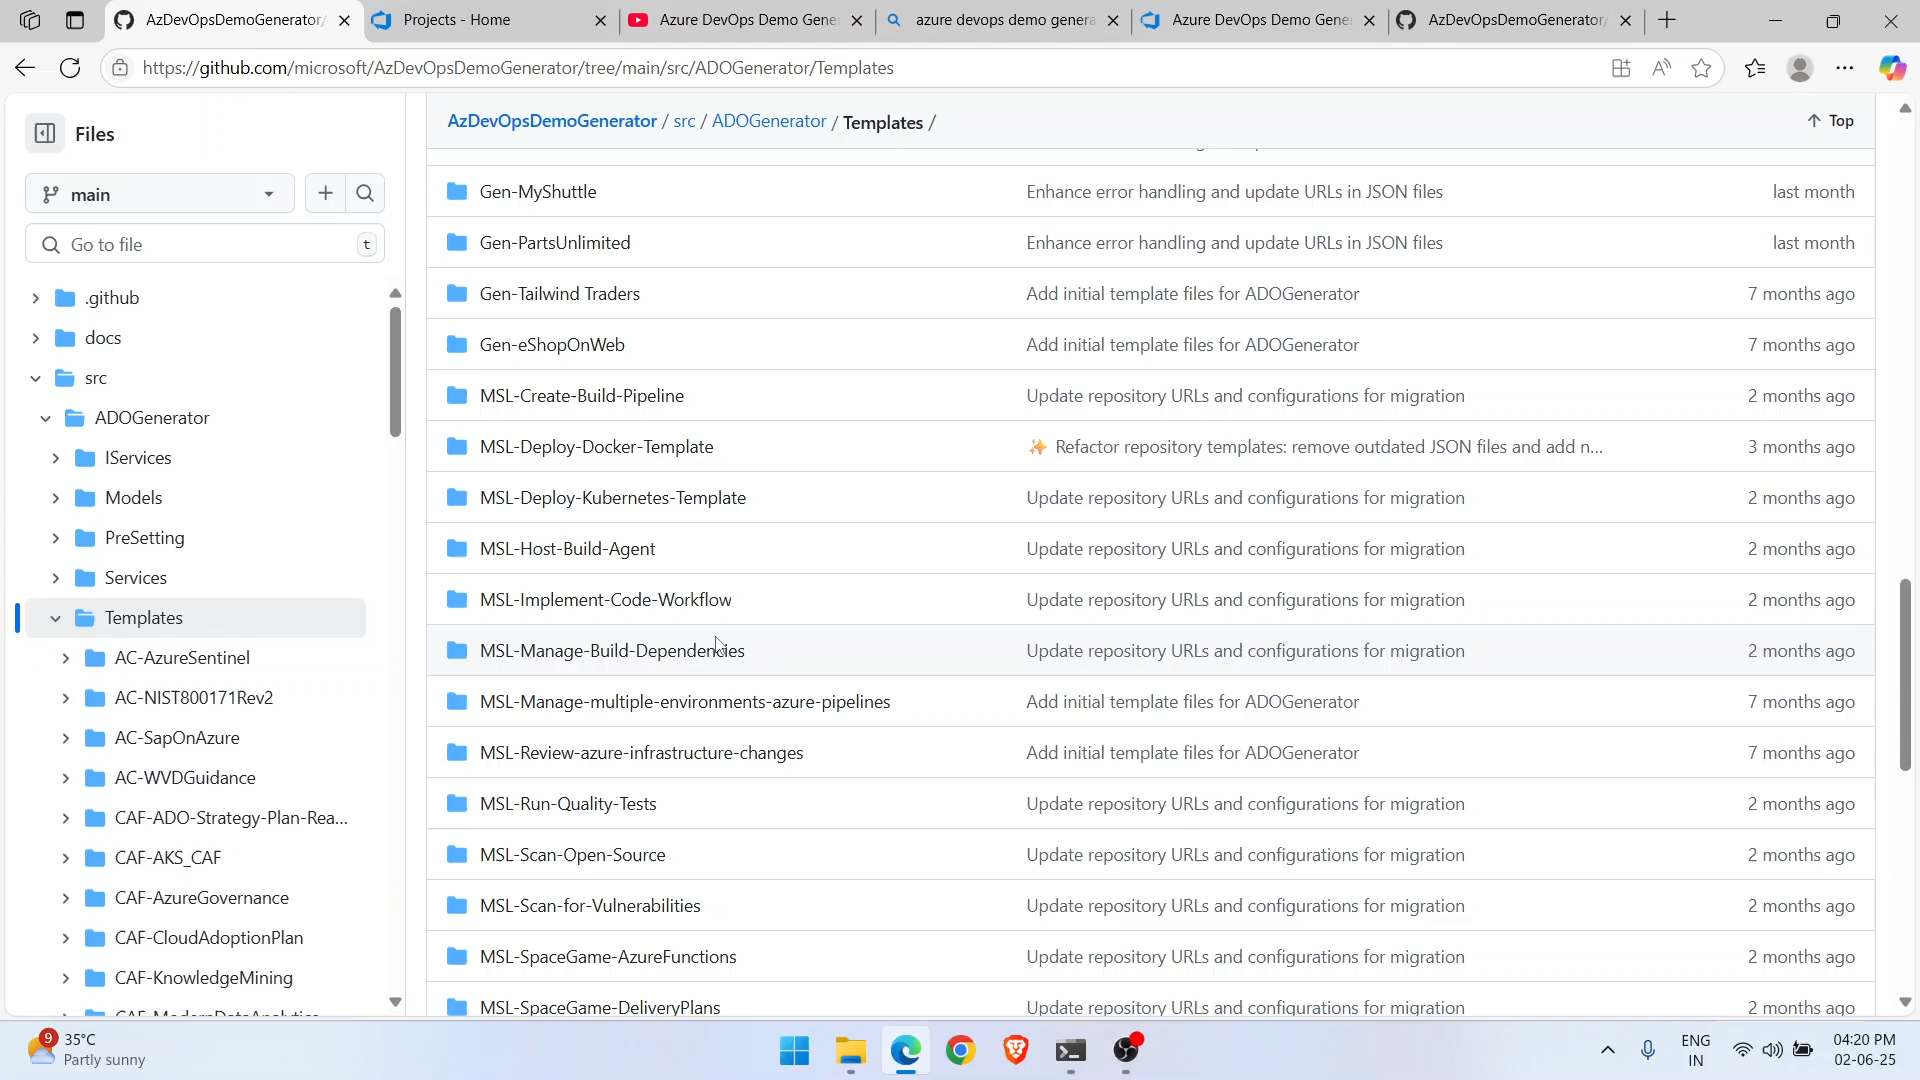 AzDevOpsDemoGenerator/
Projects - Home
Azure DevOps Demo Gene
azure devops demo genera
Azure DevOps Demo Gene
AzDevOpsDemoGenerator/
https://github.com/microsoft/AzDevOpsDemoGenerator/tree/main/src/ADOGenerator/Templates
Files
main
Go to file
t
.github
docs
src
ADOGenerator
IServices
Models
PreSetting
Services
Templates
AC-AzureSentinel
AC-NIST800171Rev2
AC-SapOnAzure
AC-WVDGuidance
CAF-ADO-Strategy-Plan-Rea...
CAF-AKS_CAF
CAF-AzureGovernance
CAF-CloudAdoptionPlan
CAF-KnowledgeMining
CAF-ModernDataAnalytics
AzDevOpsDemoGenerator / src / ADOGenerator / Templates /
Top
Gen-MyShuttle Enhance error handling and update URLs in JSON files last month
Gen-PartsUnlimited Enhance error handling and update URLs in JSON files last month
Gen-Tailwind Traders Add initial template files for ADOGenerator 7 months ago
Gen-eShopOnWeb Add initial template files for ADOGenerator 7 months ago
MSL-Create-Build-Pipeline Update repository URLs and configurations for migration 2 months ago
MSL-Deploy-Docker-Template ✨ Refactor repository templates: remove outdated JSON files and add n... 3 months ago
MSL-Deploy-Kubernetes-Template Update repository URLs and configurations for migration 2 months ago
MSL-Host-Build-Agent Update repository URLs and configurations for migration 2 months ago
MSL-Implement-Code-Workflow Update repository URLs and configurations for migration 2 months ago
MSL-Manage-Build-Dependencies Update repository URLs and configurations for migration 2 months ago
MSL-Manage-multiple-environments-azure-pipelines Add initial template files for ADOGenerator 7 months ago
MSL-Review-azure-infrastructure-changes Add initial template files for ADOGenerator 7 months ago
MSL-Run-Quality-Tests Update repository URLs and configurations for migration 2 months ago
MSL-Scan-Open-Source Update repository URLs and configurations for migration 2 months ago
MSL-Scan-for-Vulnerabilities Update repository URLs and configurations for migration 2 months ago
MSL-SpaceGame-AzureFunctions Update repository URLs and configurations for migration 2 months ago
MSL-SpaceGame-DeliveryPlans Update repository URLs and configurations for migration 2 months ago
9
35°C
Partly sunny
ENG
IN
04:20 PM
02-06-25